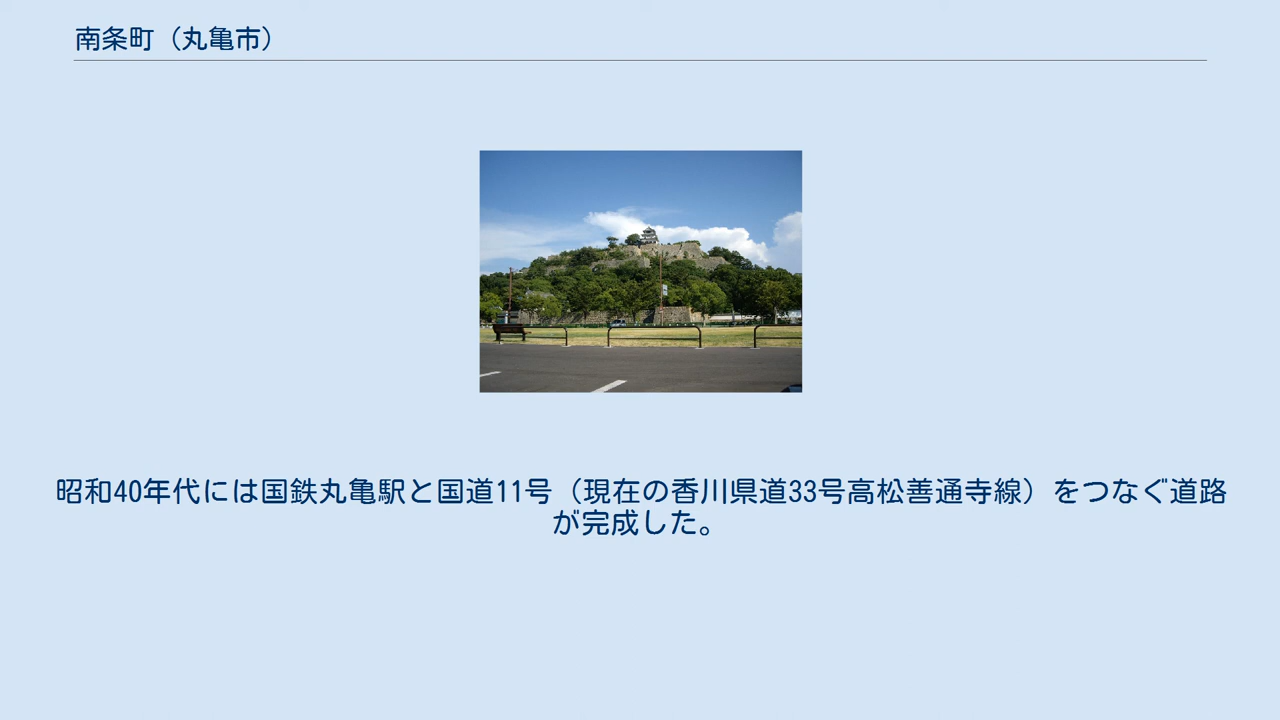 南条町（丸亀市）
昭和40年代には国鉄丸亀駅と国道11号（現在の香川県道33号高松善通寺線）をつなぐ道路
が完成した。